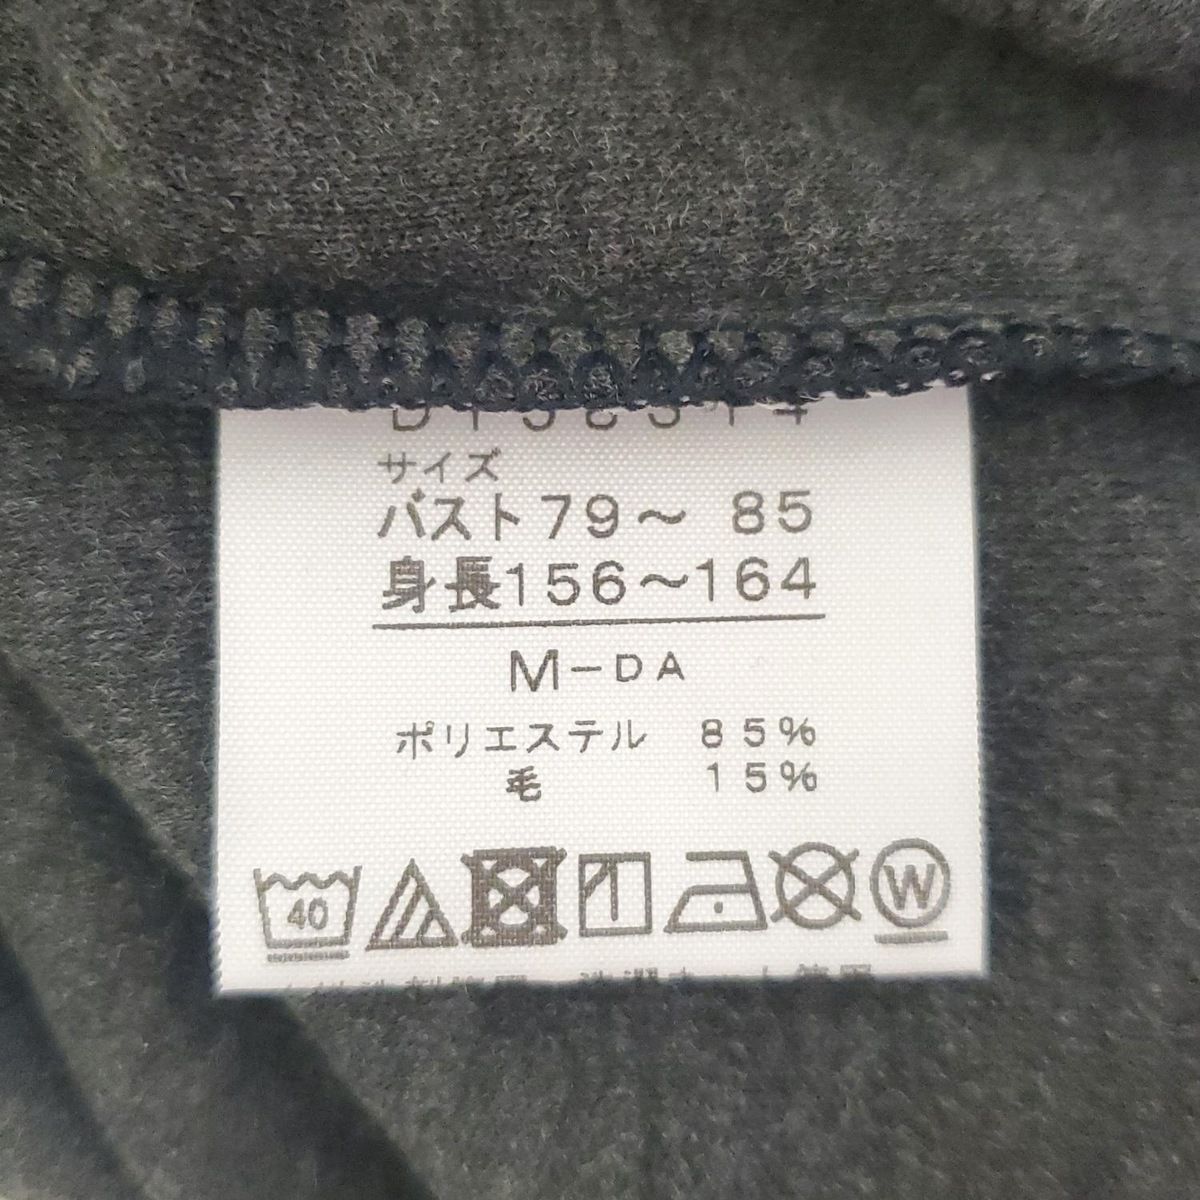 サイズ
バスト79～ 85
身長156～164
M－DA
ポリエステル 85%
毛 15%
40 W